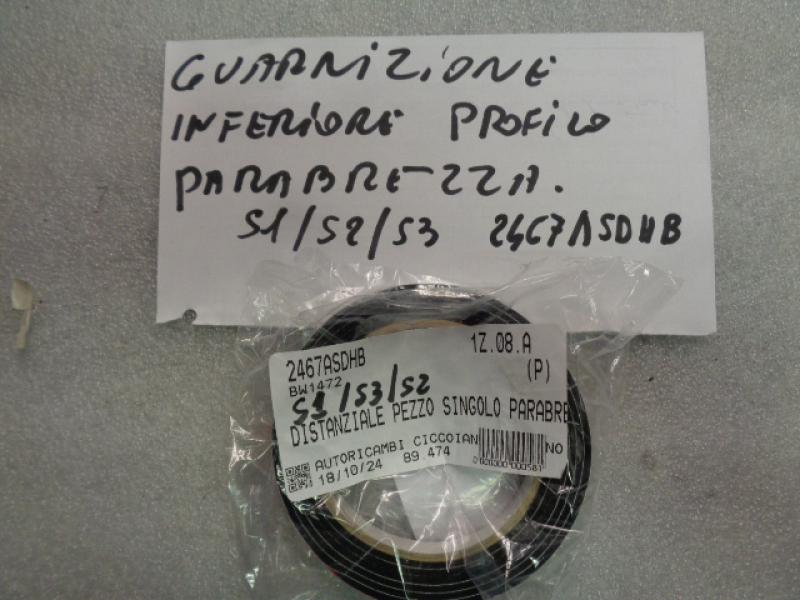 GUARNIZIONE
INFERIORE PROFILO
PARABREZZA.
S1/S2/S3 2467ASDHB
2467ASDHB 1Z.08.A
BW1472 (P)
S1/S3/S2
DISTANZIALE PEZZO SINGOLO PARABRE
AUTORICAMBI CICCOIAN NO
18/10/24 89.474